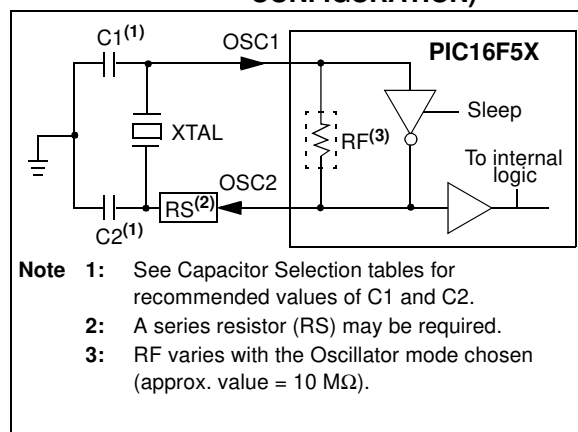 CONFIGURATION)
C1(1)
OSC1
PIC16F5X
Sleep
XTAL
RF(3)
To internal
logic
OSC2
RS(2)
C2(1)
Note 1: See Capacitor Selection tables for
recommended values of C1 and C2.
2: A series resistor (RS) may be required.
3: RF varies with the Oscillator mode chosen
(approx. value = 10 MΩ).